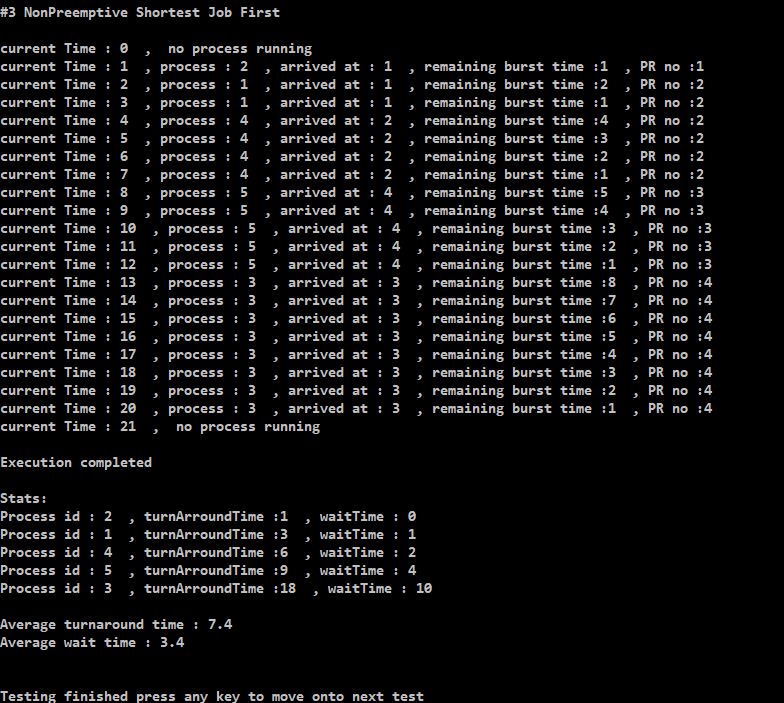 #3 NonPreemptive Shortest Job First
current Time : 0  ,  no process running
current Time : 1  , process : 2  , arrived at : 1  , remaining burst time :1  , PR no :1
current Time : 2  , process : 1  , arrived at : 1  , remaining burst time :2  , PR no :2
current Time : 3  , process : 1  , arrived at : 1  , remaining burst time :1  , PR no :2
current Time : 4  , process : 4  , arrived at : 2  , remaining burst time :4  , PR no :2
current Time : 5  , process : 4  , arrived at : 2  , remaining burst time :3  , PR no :2
current Time : 6  , process : 4  , arrived at : 2  , remaining burst time :2  , PR no :2
current Time : 7  , process : 4  , arrived at : 2  , remaining burst time :1  , PR no :2
current Time : 8  , process : 5  , arrived at : 4  , remaining burst time :5  , PR no :3
current Time : 9  , process : 5  , arrived at : 4  , remaining burst time :4  , PR no :3
current Time : 10  , process : 5  , arrived at : 4  , remaining burst time :3  , PR no :3
current Time : 11  , process : 5  , arrived at : 4  , remaining burst time :2  , PR no :3
current Time : 12  , process : 5  , arrived at : 4  , remaining burst time :1  , PR no :3
current Time : 13  , process : 3  , arrived at : 3  , remaining burst time :8  , PR no :4
current Time : 14  , process : 3  , arrived at : 3  , remaining burst time :7  , PR no :4
current Time : 15  , process : 3  , arrived at : 3  , remaining burst time :6  , PR no :4
current Time : 16  , process : 3  , arrived at : 3  , remaining burst time :5  , PR no :4
current Time : 17  , process : 3  , arrived at : 3  , remaining burst time :4  , PR no :4
current Time : 18  , process : 3  , arrived at : 3  , remaining burst time :3  , PR no :4
current Time : 19  , process : 3  , arrived at : 3  , remaining burst time :2  , PR no :4
current Time : 20  , process : 3  , arrived at : 3  , remaining burst time :1  , PR no :4
current Time : 21  ,  no process running
Execution completed
Stats:
Process id : 2  , turnArroundTime :1  , waitTime : 0
Process id : 1  , turnArroundTime :3  , waitTime : 1
Process id : 4  , turnArroundTime :6  , waitTime : 2
Process id : 5  , turnArroundTime :9  , waitTime : 4
Process id : 3  , turnArroundTime :18  , waitTime : 10
Average turnaround time : 7.4
Average wait time : 3.4
Testing finished press any key to move onto next test